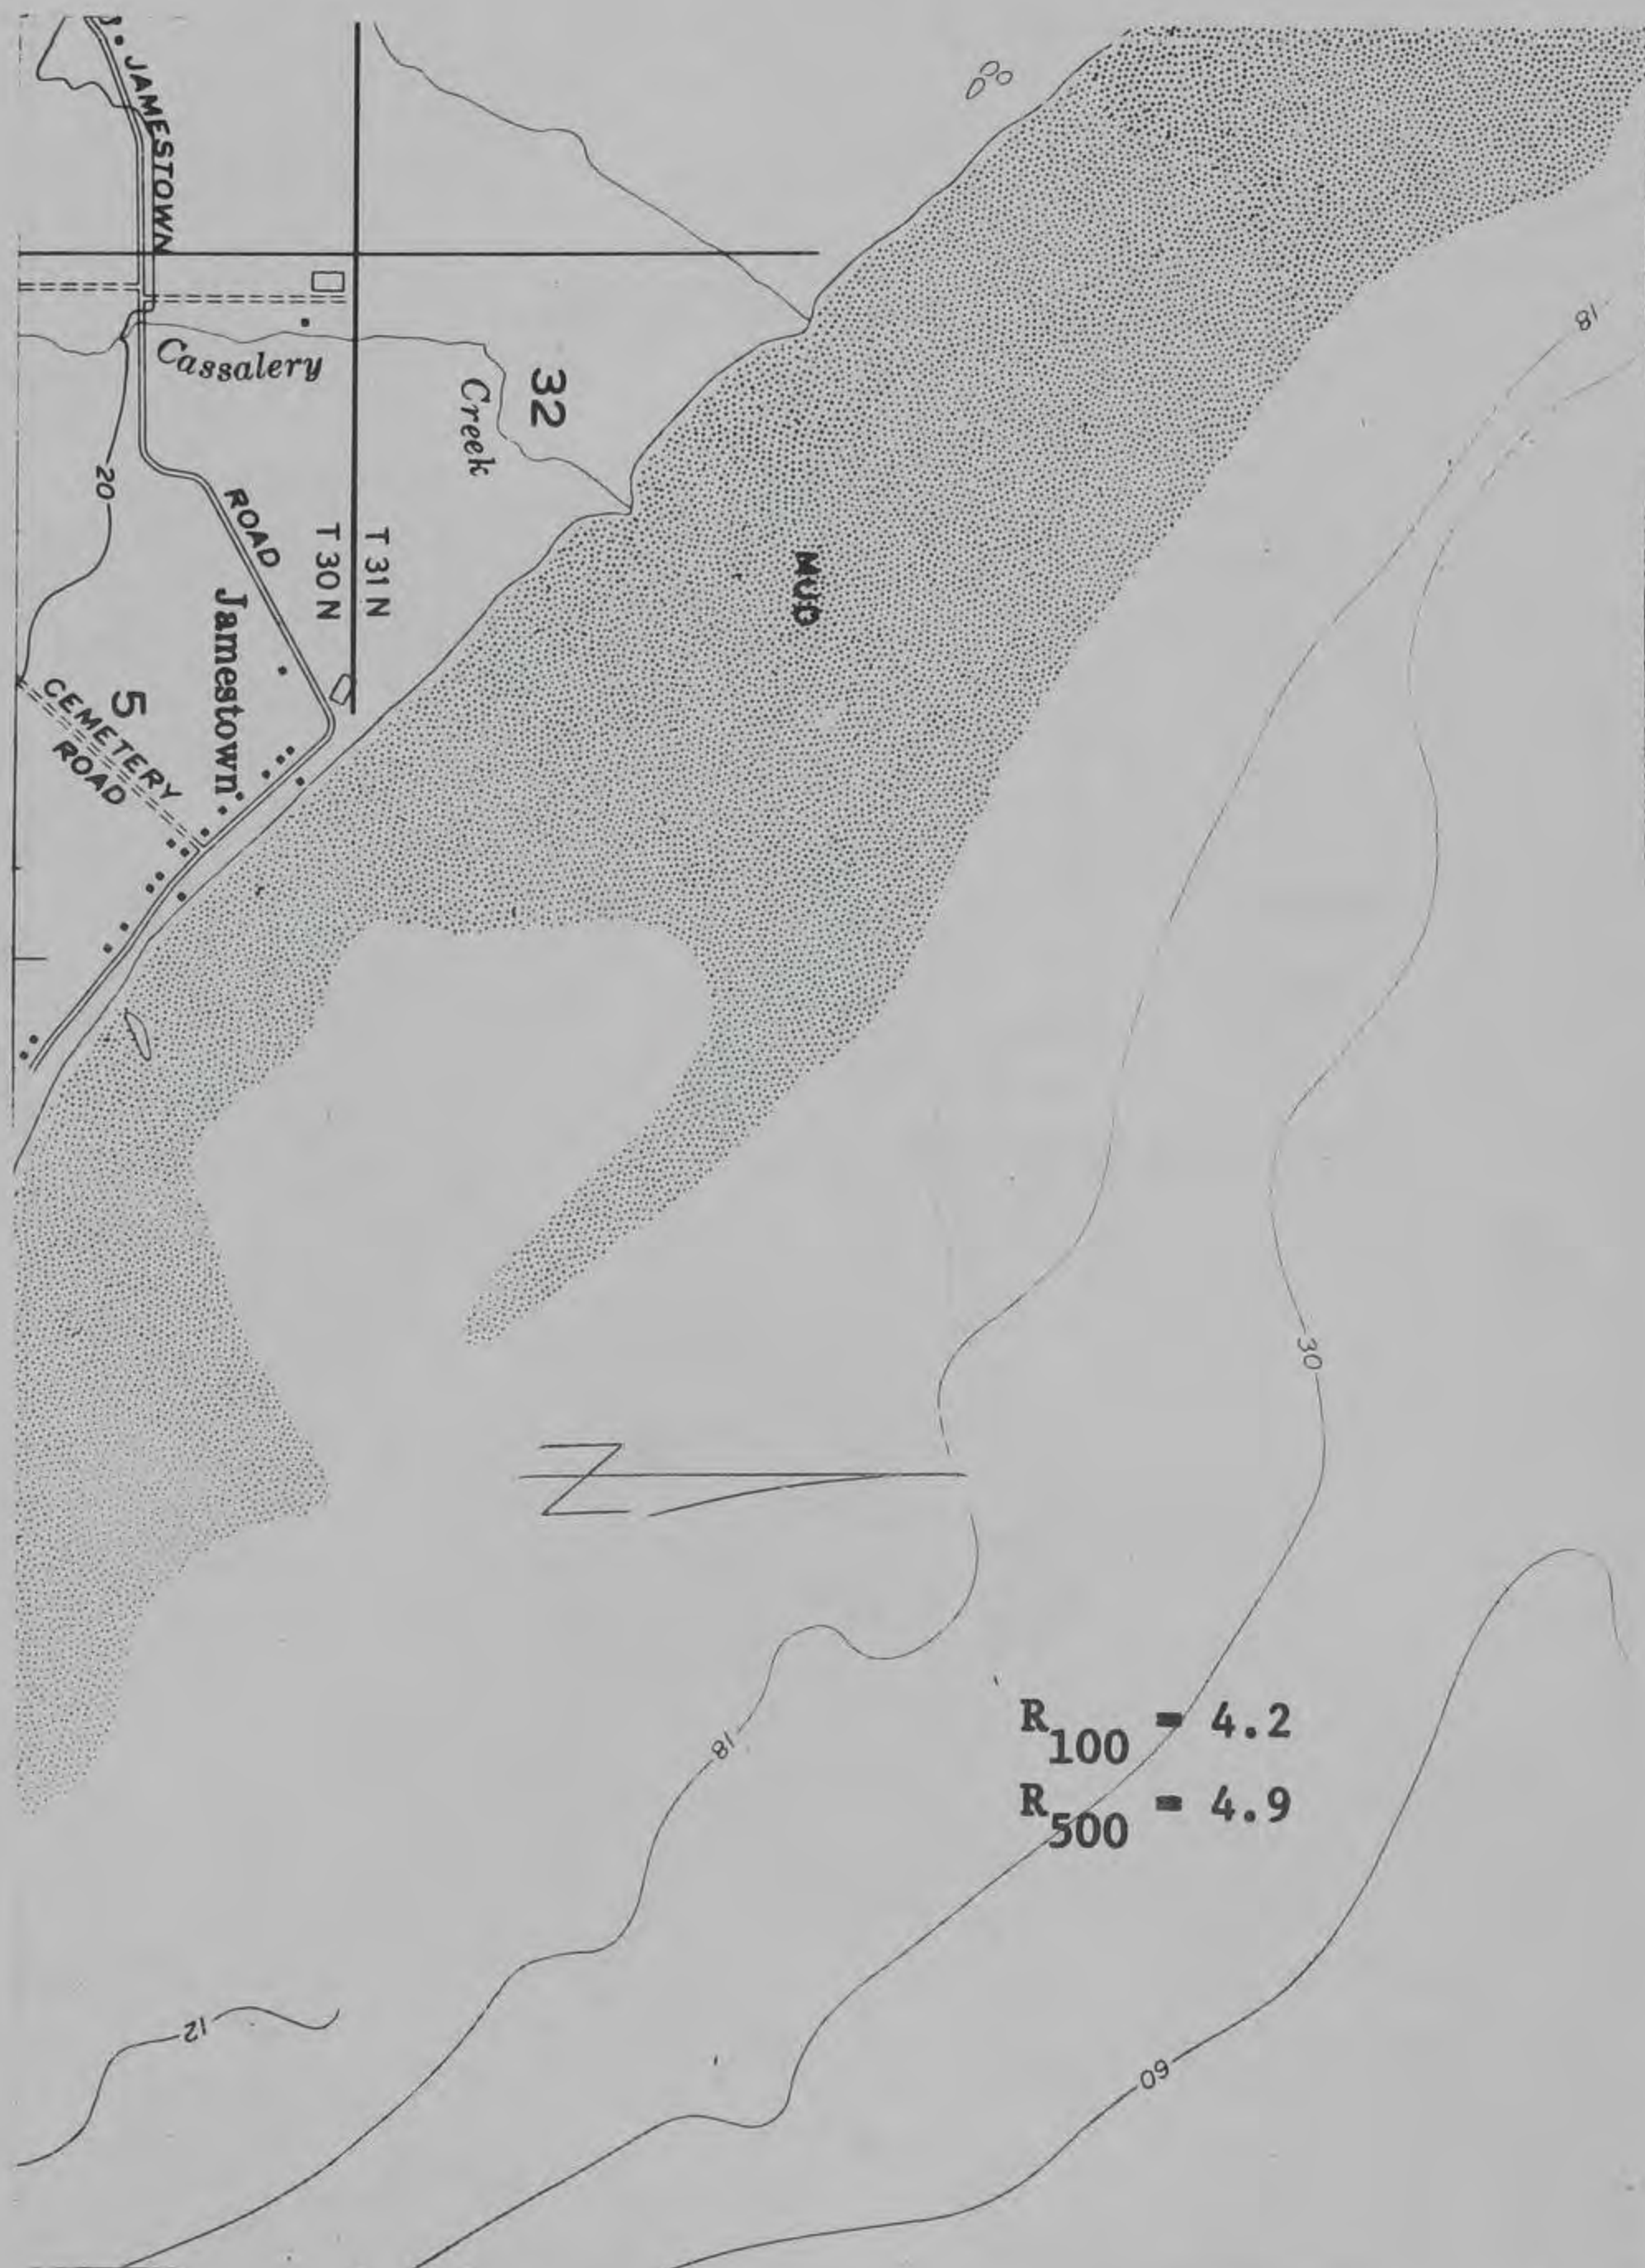 JAMESTOWN
ROAD
Cassalery
Creek
32
20
T 31 N
T 30 N
Jamestown
5
CEMETERY
ROAD
MUD
18
30
N
R100 = 4.2
R500 = 4.9
18
12
60